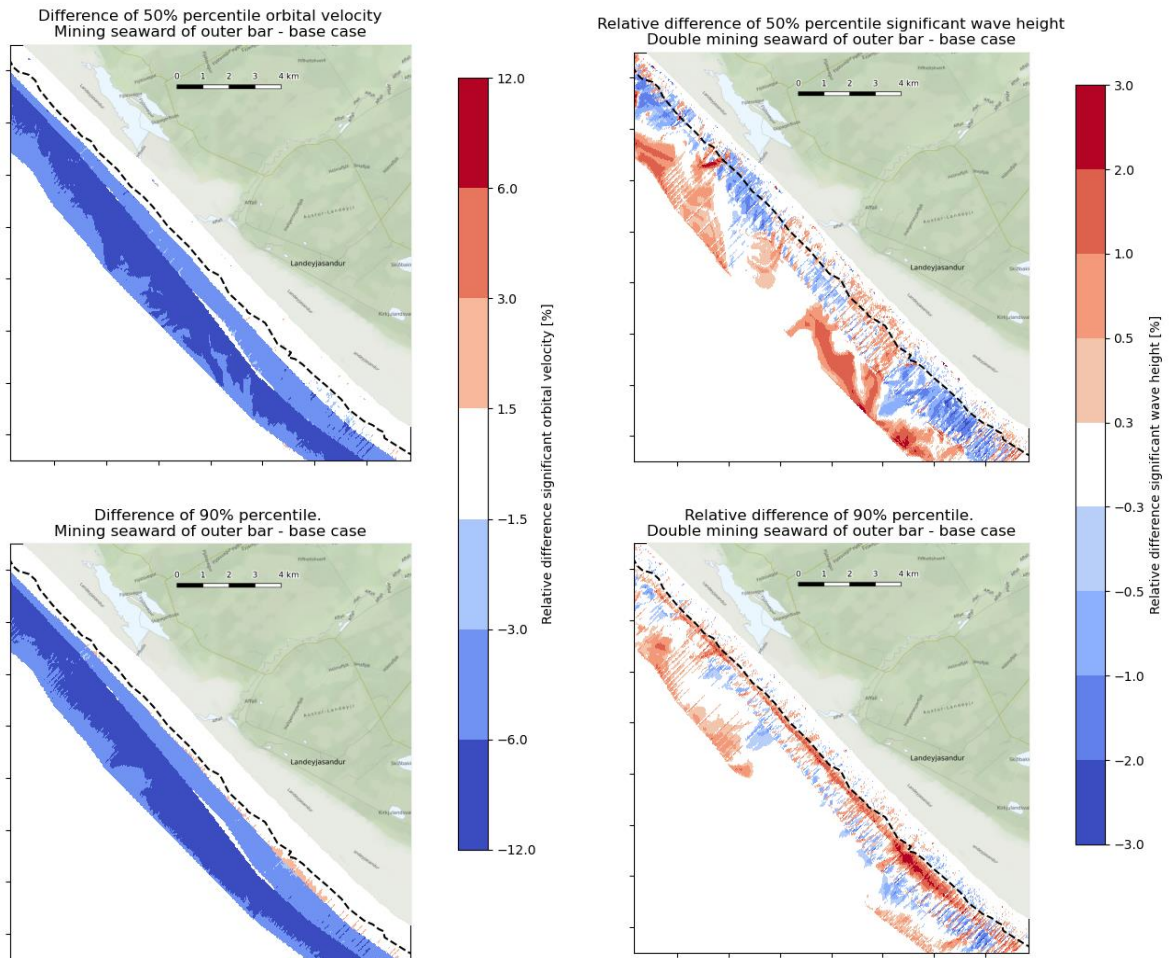 Difference of 50% percentile orbital velocity
Mining seaward of outer bar - base case
0 1 2 3 4 km
Affall
Landeyjasandur
12.0
6.0
3.0
1.5
−1.5
−3.0
−6.0
−12.0
Relative difference significant orbital velocity [%]
Relative difference of 50% percentile significant wave height
Double mining seaward of outer bar - base case
0 1 2 3 4 km
Affall
Landeyjasandur
3.0
2.0
1.0
0.5
0.3
−0.3
−0.5
−1.0
−2.0
−3.0
Relative difference significant wave height [%]
Difference of 90% percentile.
Mining seaward of outer bar - base case
0 1 2 3 4 km
Affall
Landeyjasandur
Relative difference of 90% percentile.
Double mining seaward of outer bar - base case
0 1 2 3 4 km
Affall
Landeyjasandur